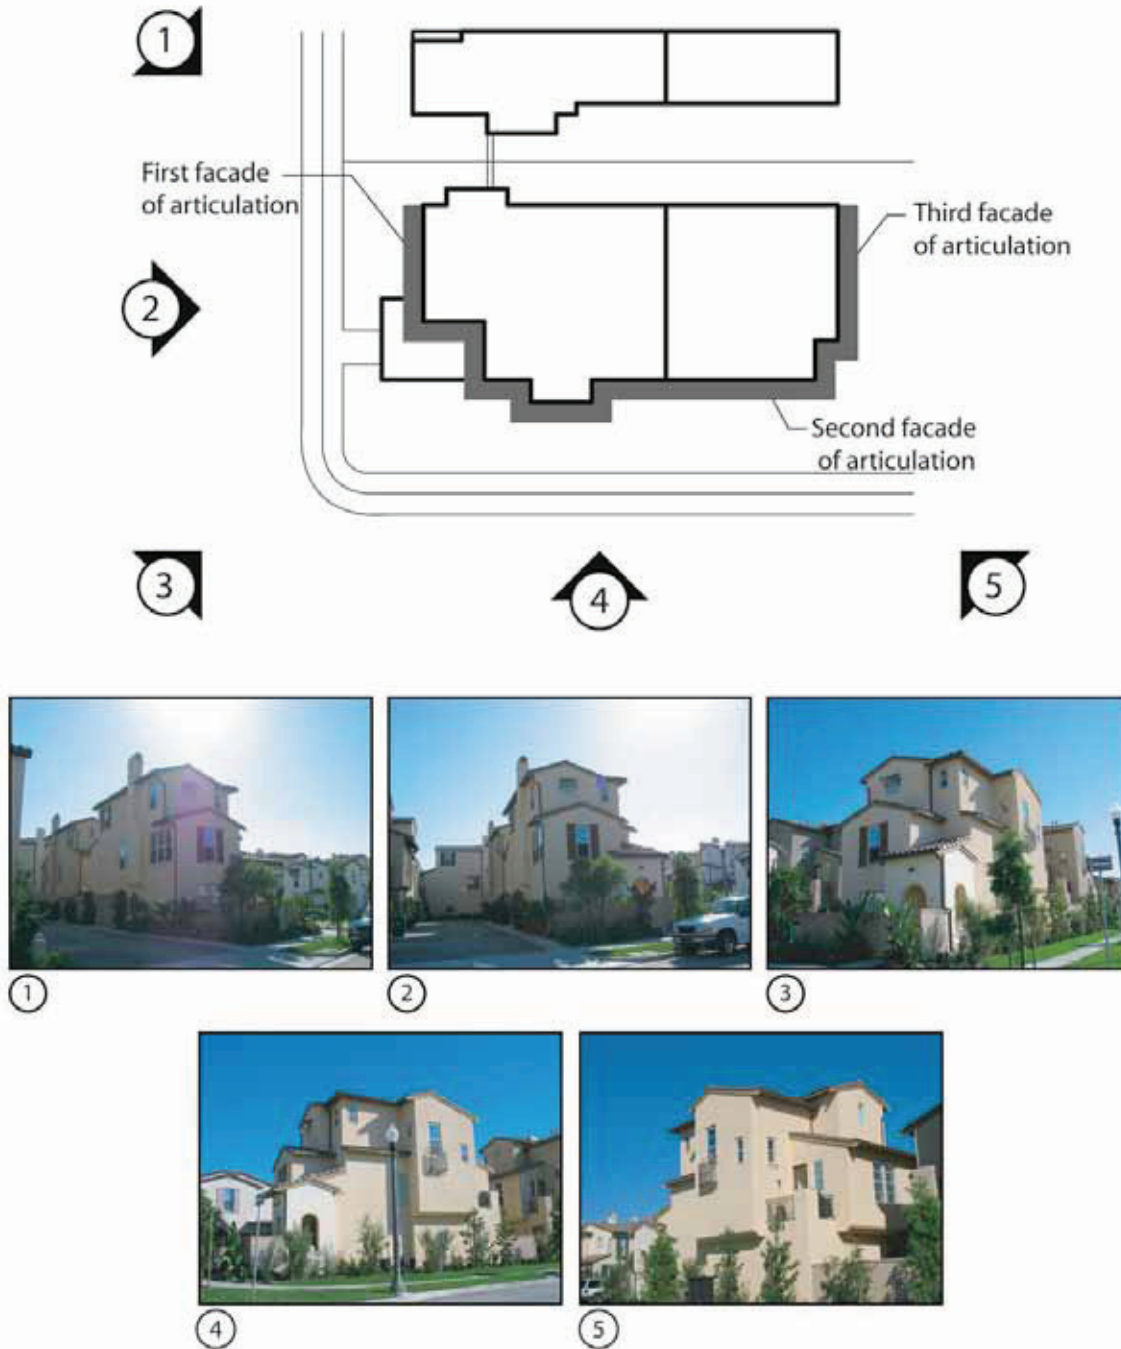 1
First facade
of articulation
Third facade
of articulation
2
Second facade
of articulation
3
4
5
1
2
3
4
5